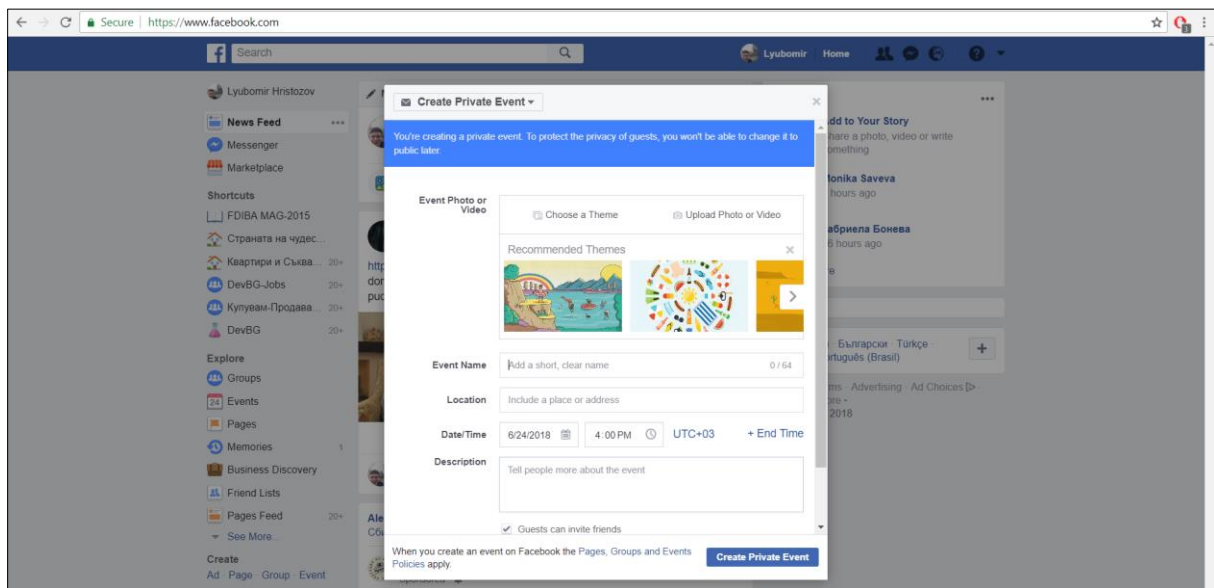 Secure | https://www.facebook.com
Search
Lyubomir Home
Lyubomir Hristozov
News Feed
Messenger
Marketplace
Shortcuts
FDIBA MAG-2015
Страната на чудес...
Квартири и Съква... 20+
DevBG-Jobs 20+
Купувам-Продава... 20+
DevBG 20+
Explore
Groups
24 Events
Pages
Memories 1
Business Discovery
Friend Lists
Pages Feed 20+
See More...
Create
Ad · Page · Group · Event
Create Private Event
You're creating a private event. To protect the privacy of guests, you won't be able to change it to
public later.
Event Photo or
Video
Choose a Theme Upload Photo or Video
Recommended Themes
Event Name Add a short, clear name 0 / 64
Location Include a place or address
Date/Time 6/24/2018 4:00 PM UTC+03 + End Time
Description Tell people more about the event
Guests can invite friends
When you create an event on Facebook the Pages, Groups and Events
Policies apply.
Create Private Event
dd to Your Story
hare a photo, video or write
omething
onika Saveva
hours ago
абриела Бонева
6 hours ago
Български · Türkçe ·
rtuguês (Brasil)
ms · Advertising · Ad Choices
2018